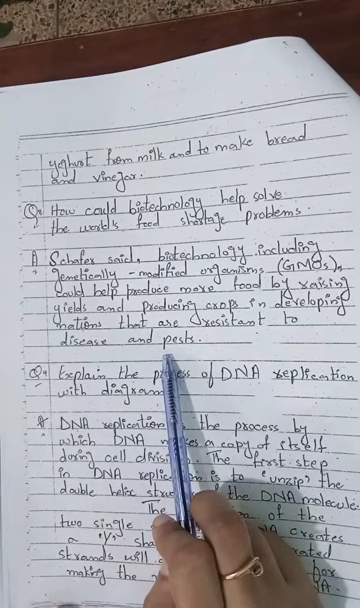 yoghurt from milk and to make bread
and vinegar.
Q. How could biotechnology help solve
the world's food shortage problems.
A Schafer said, biotechnology including
genetically-modified organisms (GMOs),
could help produce more food by raising
yields and producing crops in developing
nations that are resistant to
disease and pests.
Q4 Explain the process of DNA replication
with diagram
A DNA replication is the process by
which DNA makes a copy of itself
during cell division. The first step
in DNA replication is to 'unzip' the
double helix of the DNA molecule.
The of the
two single creates
a 'Y' sha
strands will
making the